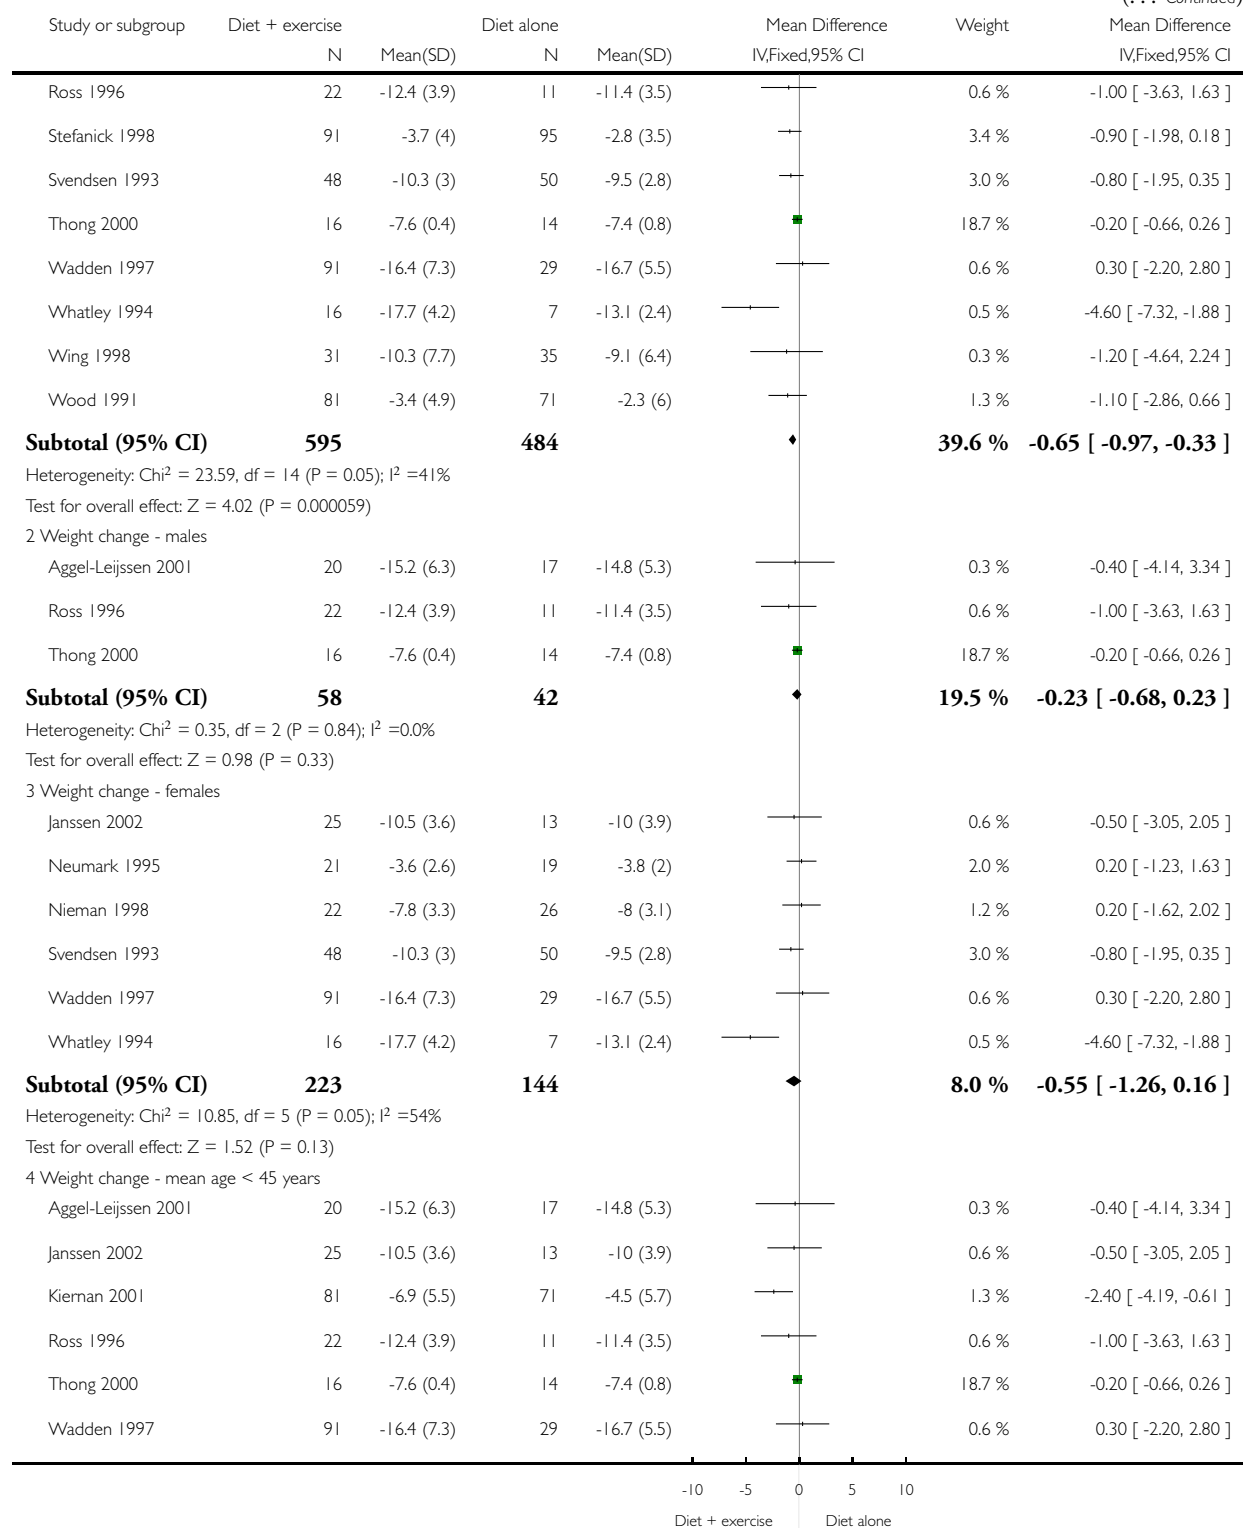 (... Continued)
Study or subgroup Diet + exercise Diet alone Mean Difference Weight Mean Difference
N Mean(SD) N Mean(SD) IV,Fixed,95% CI IV,Fixed,95% CI
Ross 1996 22 -12.4 (3.9) 11 -11.4 (3.5) 0.6 % -1.00 [ -3.63, 1.63 ]
Stefanick 1998 91 -3.7 (4) 95 -2.8 (3.5) 3.4 % -0.90 [ -1.98, 0.18 ]
Svendsen 1993 48 -10.3 (3) 50 -9.5 (2.8) 3.0 % -0.80 [ -1.95, 0.35 ]
Thong 2000 16 -7.6 (0.4) 14 -7.4 (0.8) 18.7 % -0.20 [ -0.66, 0.26 ]
Wadden 1997 91 -16.4 (7.3) 29 -16.7 (5.5) 0.6 % 0.30 [ -2.20, 2.80 ]
Whatley 1994 16 -17.7 (4.2) 7 -13.1 (2.4) 0.5 % -4.60 [ -7.32, -1.88 ]
Wing 1998 31 -10.3 (7.7) 35 -9.1 (6.4) 0.3 % -1.20 [ -4.64, 2.24 ]
Wood 1991 81 -3.4 (4.9) 71 -2.3 (6) 1.3 % -1.10 [ -2.86, 0.66 ]
Subtotal (95% CI) 595 484 39.6 % -0.65 [ -0.97, -0.33 ]
Heterogeneity: Chi² = 23.59, df = 14 (P = 0.05); I² =41%
Test for overall effect: Z = 4.02 (P = 0.000059)
2 Weight change - males
Aggel-Leijssen 2001 20 -15.2 (6.3) 17 -14.8 (5.3) 0.3 % -0.40 [ -4.14, 3.34 ]
Ross 1996 22 -12.4 (3.9) 11 -11.4 (3.5) 0.6 % -1.00 [ -3.63, 1.63 ]
Thong 2000 16 -7.6 (0.4) 14 -7.4 (0.8) 18.7 % -0.20 [ -0.66, 0.26 ]
Subtotal (95% CI) 58 42 19.5 % -0.23 [ -0.68, 0.23 ]
Heterogeneity: Chi² = 0.35, df = 2 (P = 0.84); I² =0.0%
Test for overall effect: Z = 0.98 (P = 0.33)
3 Weight change - females
Janssen 2002 25 -10.5 (3.6) 13 -10 (3.9) 0.6 % -0.50 [ -3.05, 2.05 ]
Neumark 1995 21 -3.6 (2.6) 19 -3.8 (2) 2.0 % 0.20 [ -1.23, 1.63 ]
Nieman 1998 22 -7.8 (3.3) 26 -8 (3.1) 1.2 % 0.20 [ -1.62, 2.02 ]
Svendsen 1993 48 -10.3 (3) 50 -9.5 (2.8) 3.0 % -0.80 [ -1.95, 0.35 ]
Wadden 1997 91 -16.4 (7.3) 29 -16.7 (5.5) 0.6 % 0.30 [ -2.20, 2.80 ]
Whatley 1994 16 -17.7 (4.2) 7 -13.1 (2.4) 0.5 % -4.60 [ -7.32, -1.88 ]
Subtotal (95% CI) 223 144 8.0 % -0.55 [ -1.26, 0.16 ]
Heterogeneity: Chi² = 10.85, df = 5 (P = 0.05); I² =54%
Test for overall effect: Z = 1.52 (P = 0.13)
4 Weight change - mean age < 45 years
Aggel-Leijssen 2001 20 -15.2 (6.3) 17 -14.8 (5.3) 0.3 % -0.40 [ -4.14, 3.34 ]
Janssen 2002 25 -10.5 (3.6) 13 -10 (3.9) 0.6 % -0.50 [ -3.05, 2.05 ]
Kiernan 2001 81 -6.9 (5.5) 71 -4.5 (5.7) 1.3 % -2.40 [ -4.19, -0.61 ]
Ross 1996 22 -12.4 (3.9) 11 -11.4 (3.5) 0.6 % -1.00 [ -3.63, 1.63 ]
Thong 2000 16 -7.6 (0.4) 14 -7.4 (0.8) 18.7 % -0.20 [ -0.66, 0.26 ]
Wadden 1997 91 -16.4 (7.3) 29 -16.7 (5.5) 0.6 % 0.30 [ -2.20, 2.80 ]
-10 -5 0 5 10
Diet + exercise Diet alone